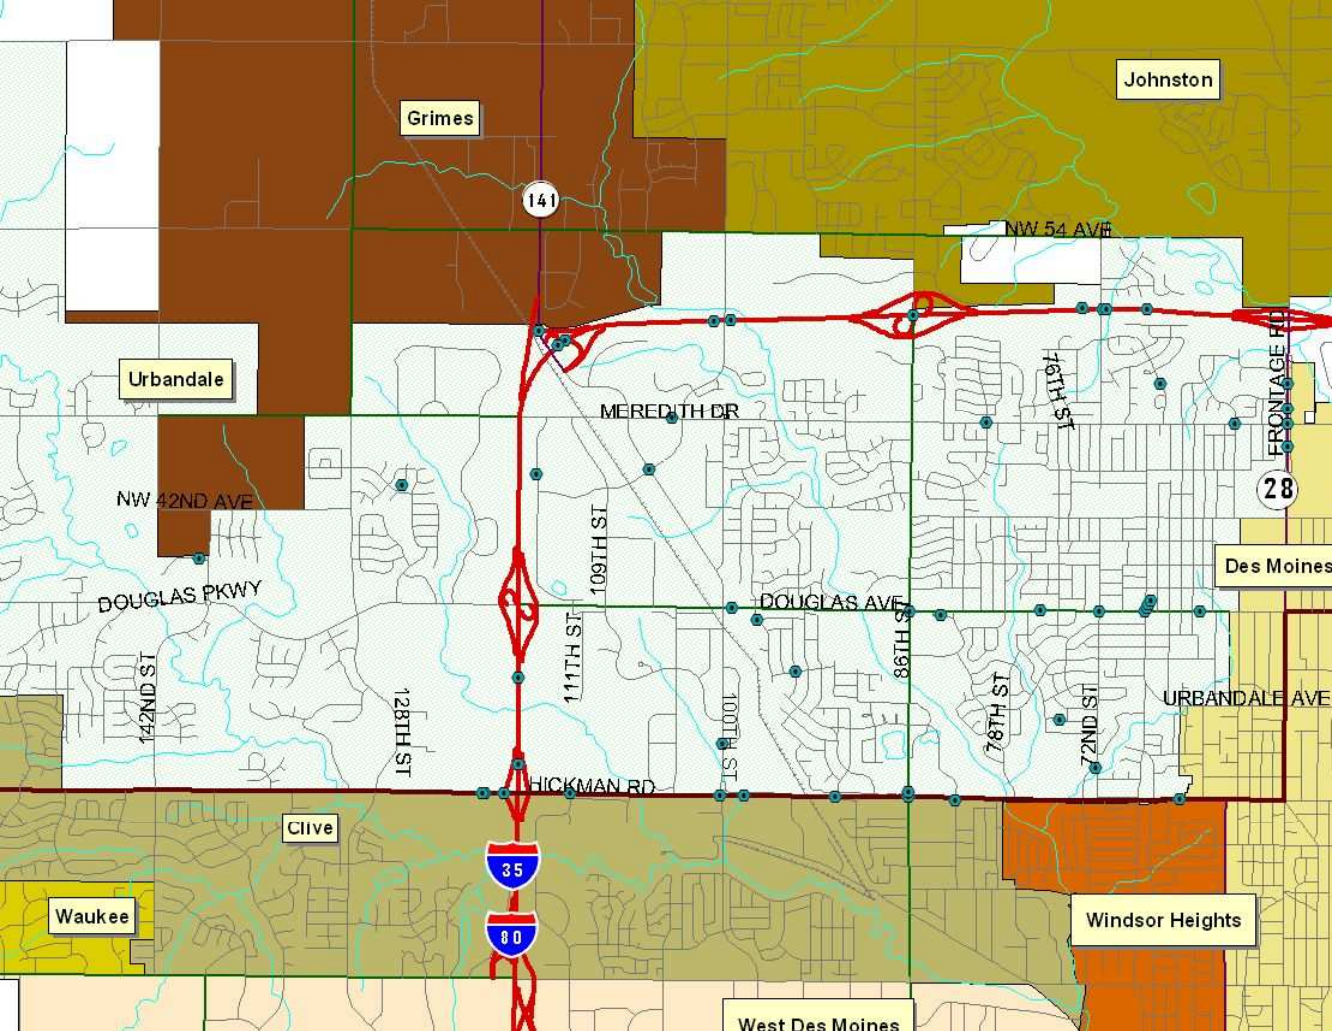 Johnston
Grimes
141
NW 54 AVE
FRONTAGE RD
Urbandale
76TH ST
MEREDITH DR
28
NW 42ND AVE
109TH ST
Des Moines
DOUGLAS PKWY
DOUGLAS AVE
86TH ST
111TH ST
142ND ST
128TH ST
100TH ST
78TH ST
72ND ST
URBANDALE AVE
HICKMAN RD
Clive
35
Waukee
80
Windsor Heights
West Des Moines